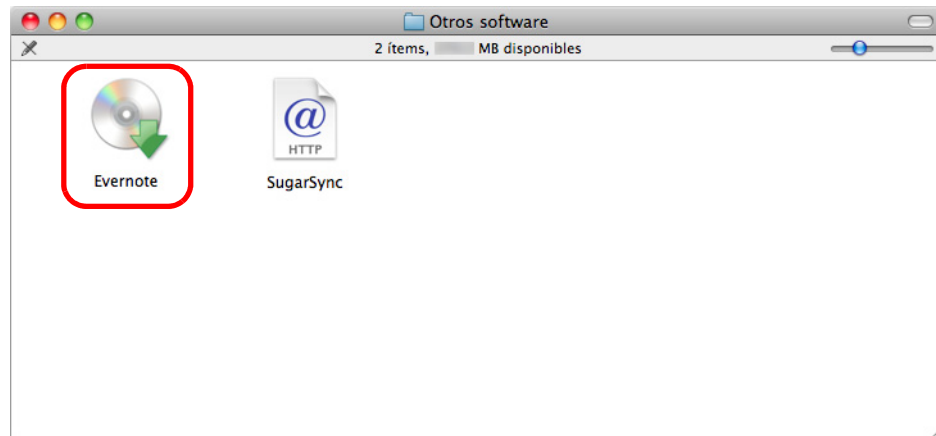 Otros software
2 ítems, MB disponibles
@
HTTP
Evernote
SugarSync